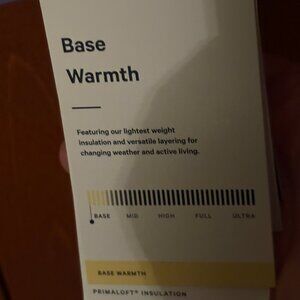 Base
Warmth
Featuring our lightest weight
insulation and versatile layering for
changing weather and active living.
BASE MID HIGH FULL ULTRA
BASE WARMTH
PRIMALOFT® INSULATION